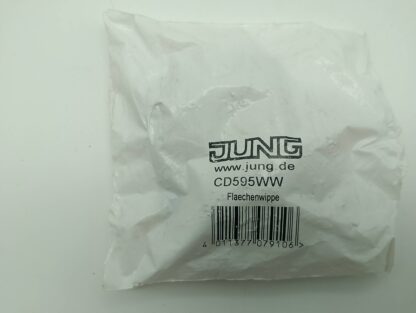 JUNG
www.jung.de
CD595WW
Flaechenwippe
4 011377 079106 >